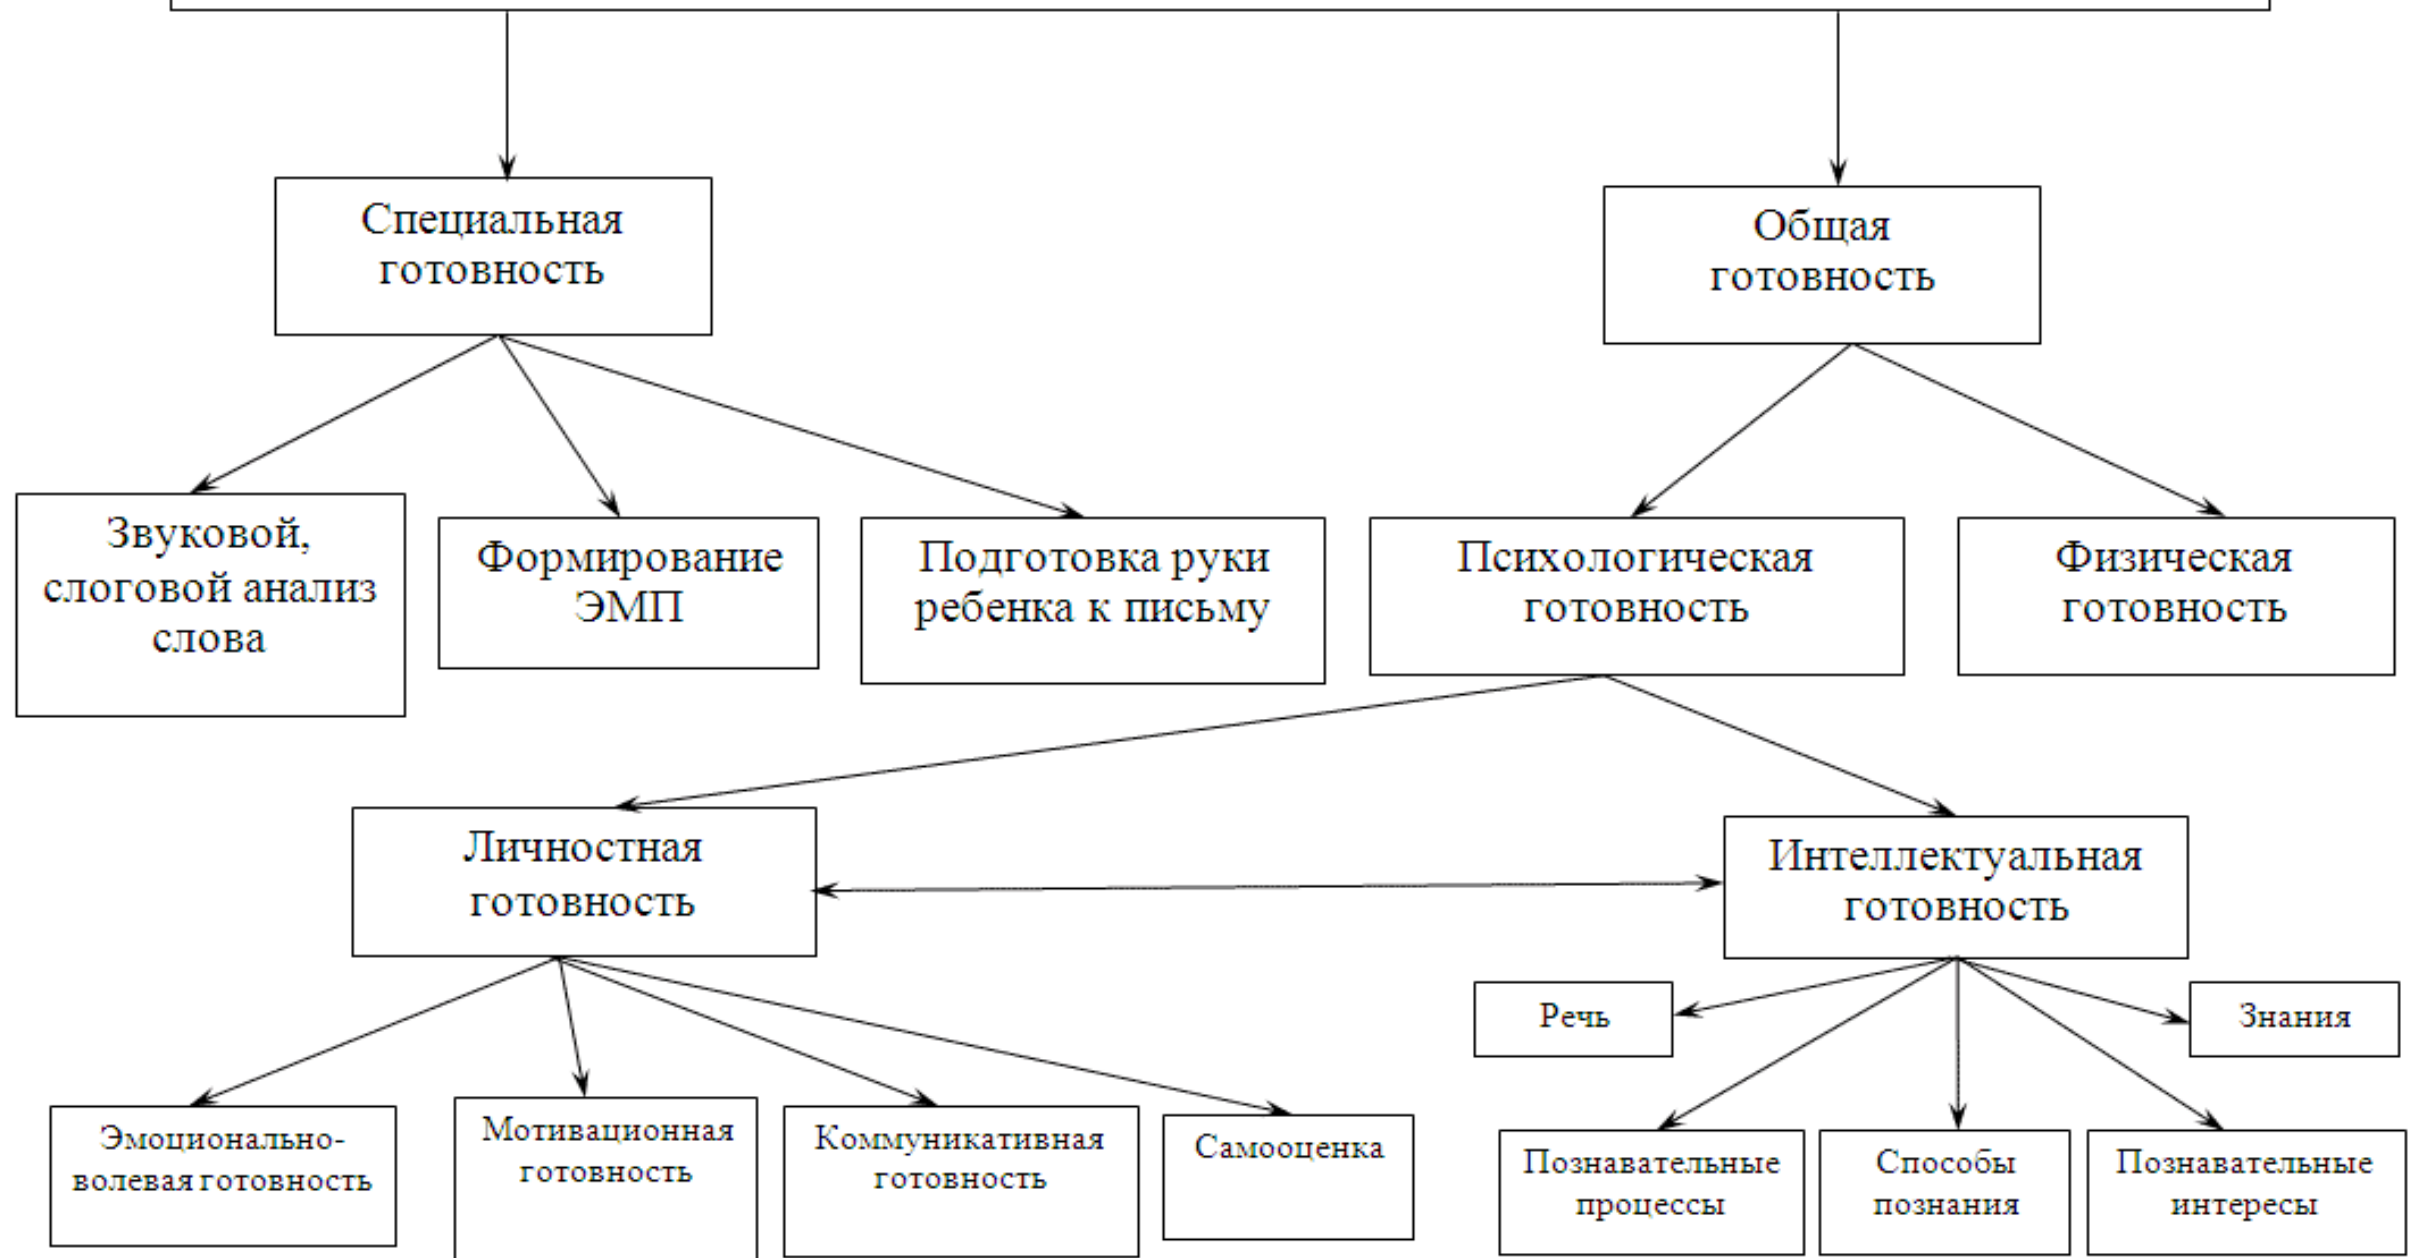 Специальная
готовность
Общая
готовность
Звуковой,
слоговой анализ
слова
Формирование
ЭМП
Подготовка руки
ребенка к письму
Психологическая
готовность
Физическая
готовность
Личностная
готовность
Интеллектуальная
готовность
Речь
Знания
Эмоционально-
волевая готовность
Мотивационная
готовность
Коммуникативная
готовность
Самооценка
Познавательные
процессы
Способы
познания
Познавательные
интересы